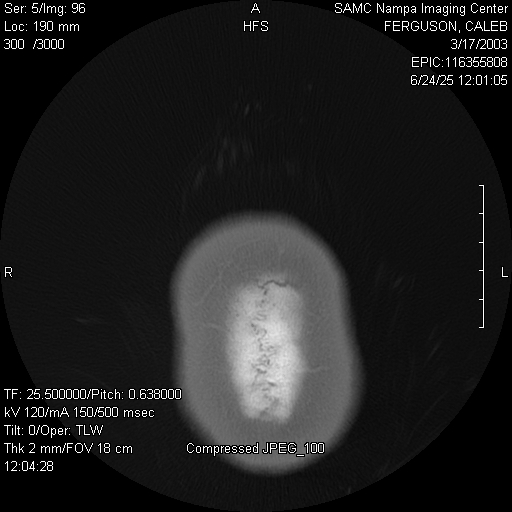 Ser: 5/Img: 96
Loc: 190 mm
300 /3000
A
HFS
SAMC Nampa Imaging Center
FERGUSON, CALEB
3/17/2003
EPIC:116355808
6/24/25 12:01:05
R
L
TF: 25.500000/Pitch: 0.638000
kV 120/mA 150/500 msec
Tilt: 0/Oper: TLW
Thk 2 mm/FOV 18 cm
12:04:28
Compressed JPEG_100